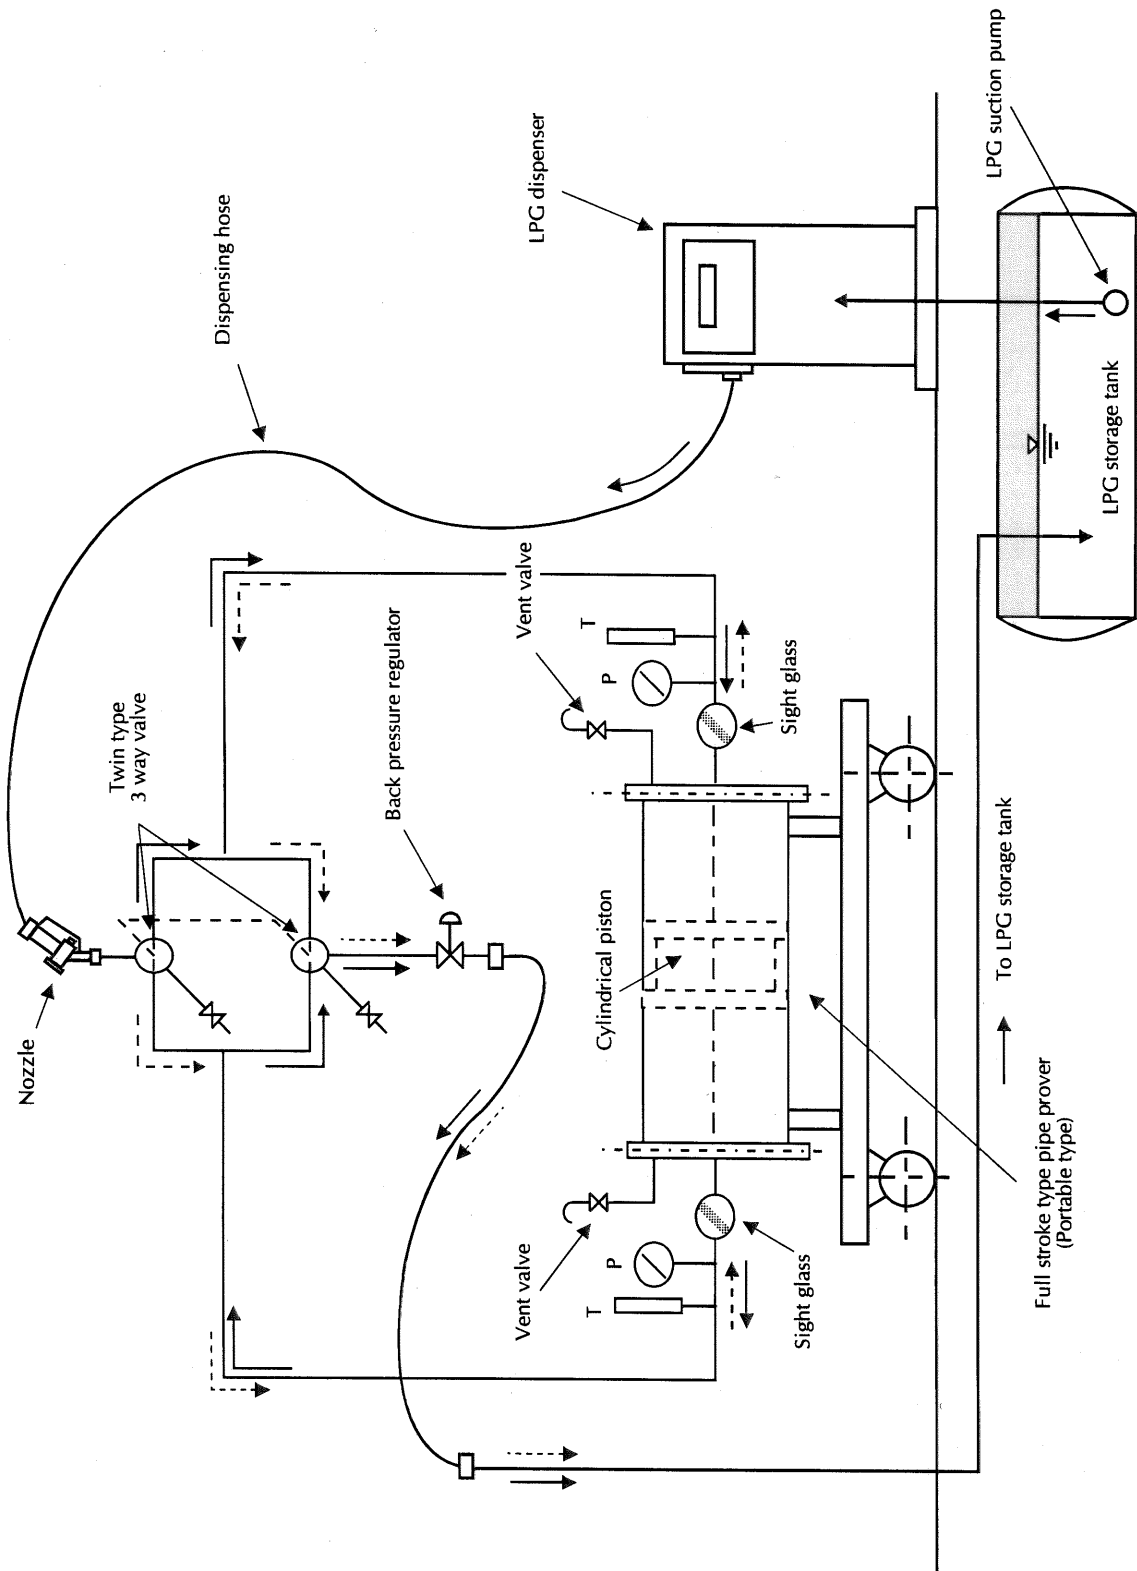 LPG suction pump
LPG dispenser
Dispensing hose
LPG storage tank
Vent valve
T
P
Sight glass
Back pressure regulator
Twin type
3 way valve
Nozzle
Cylindrical piston
To LPG storage tank
Full stroke type pipe prover
(Portable type)
Vent valve
P
T
Sight glass